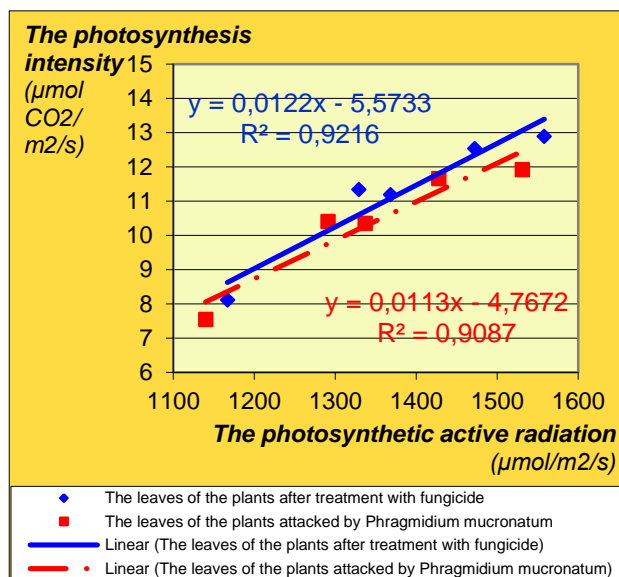 The photosynthesis
intensity
(µmol
CO2/
m2/s)
15
14
13
12
11
10
9
8
7
6
y = 0,0122x - 5,5733
R² = 0,9216
y = 0,0113x - 4,7672
R² = 0,9087
1100 1200 1300 1400 1500 1600
The photosynthetic active radiation
(µmol/m2/s)
The leaves of the plants after treatment with fungicide
The leaves of the plants attacked by Phragmidium mucronatum
Linear (The leaves of the plants after treatment with fungicide)
Linear (The leaves of the plants attacked by Phragmidium mucronatum)